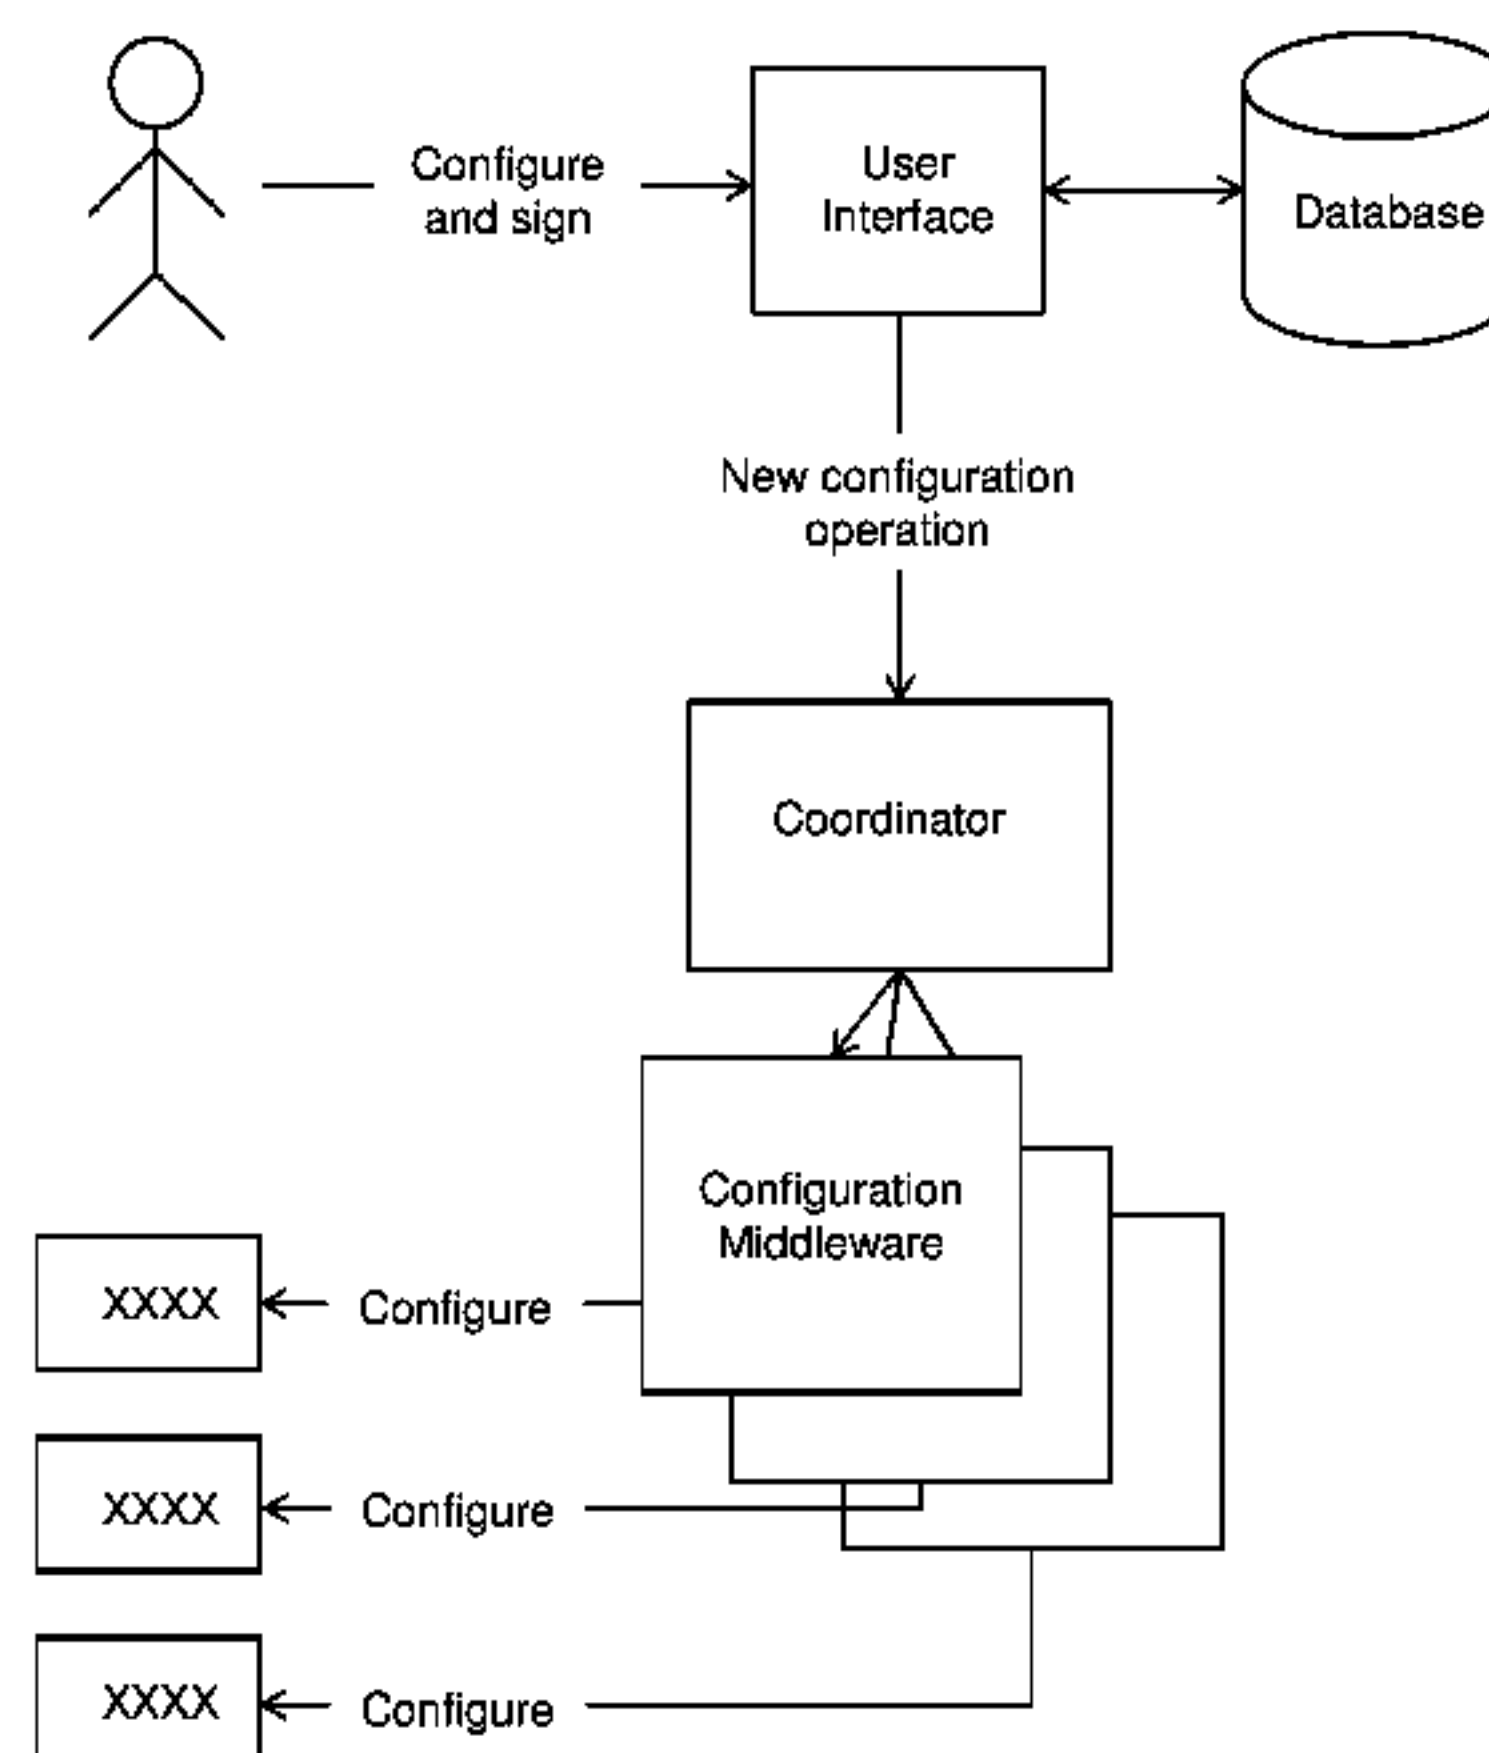 Configure
and sign
User
Interface
Database
New configuration
operation
Coordinator
Configuration
Middleware
XXXX
Configure
XXXX
Configure
XXXX
Configure